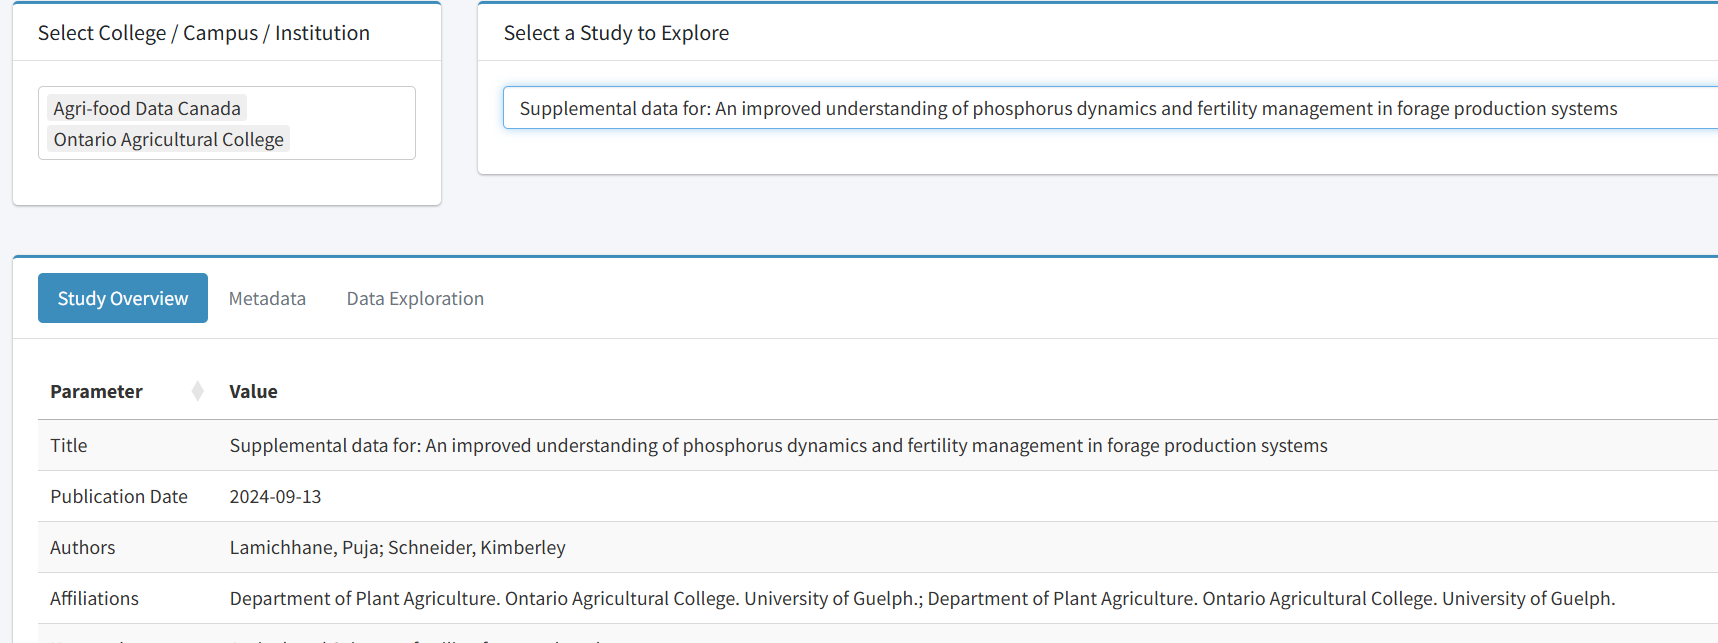 Select College / Campus / Institution
Agri-food Data Canada
Ontario Agricultural College
Select a Study to Explore
Supplemental data for: An improved understanding of phosphorus dynamics and fertility management in forage production systems
Study Overview Metadata Data Exploration
Parameter Value
Title Supplemental data for: An improved understanding of phosphorus dynamics and fertility management in forage production systems
Publication Date 2024-09-13
Authors Lamichhane, Puja; Schneider, Kimberley
Affiliations Department of Plant Agriculture. Ontario Agricultural College. University of Guelph.; Department of Plant Agriculture. Ontario Agricultural College. University of Guelph.